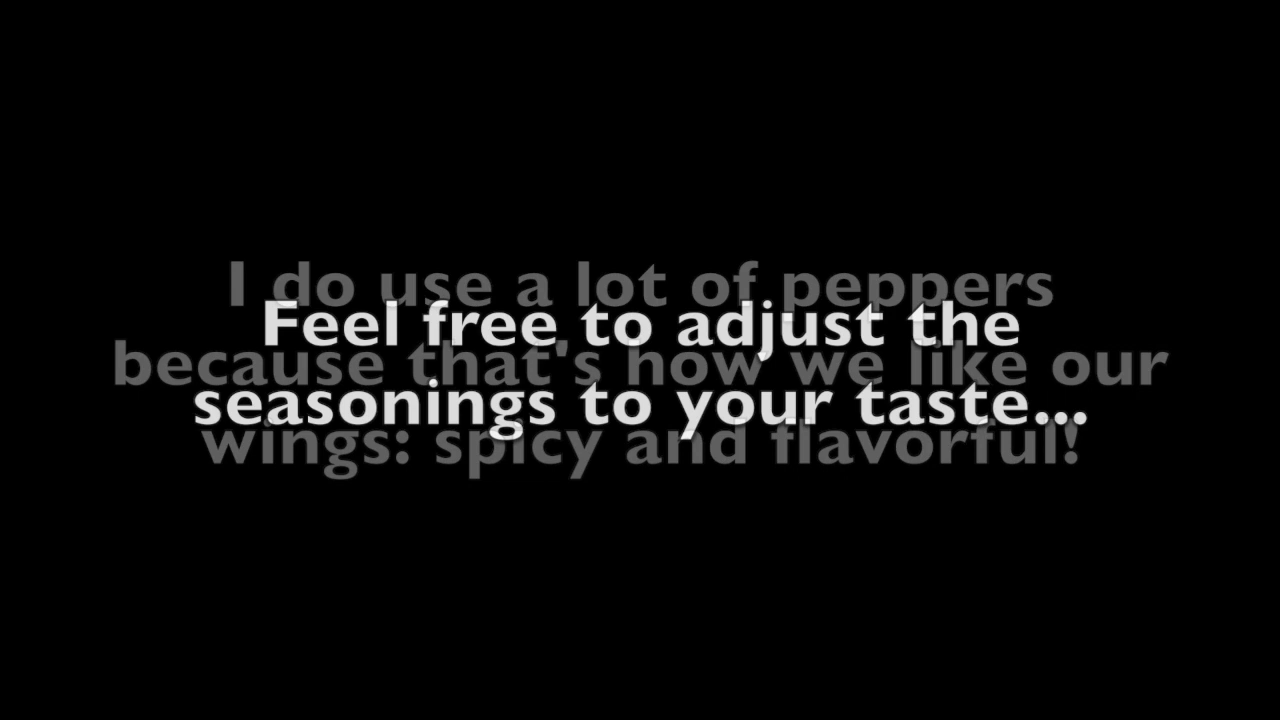 I do use a lot of peppers
Feel free to adjust the
because that's how we like our
seasonings to your taste...
wings: spicy and flavorful!